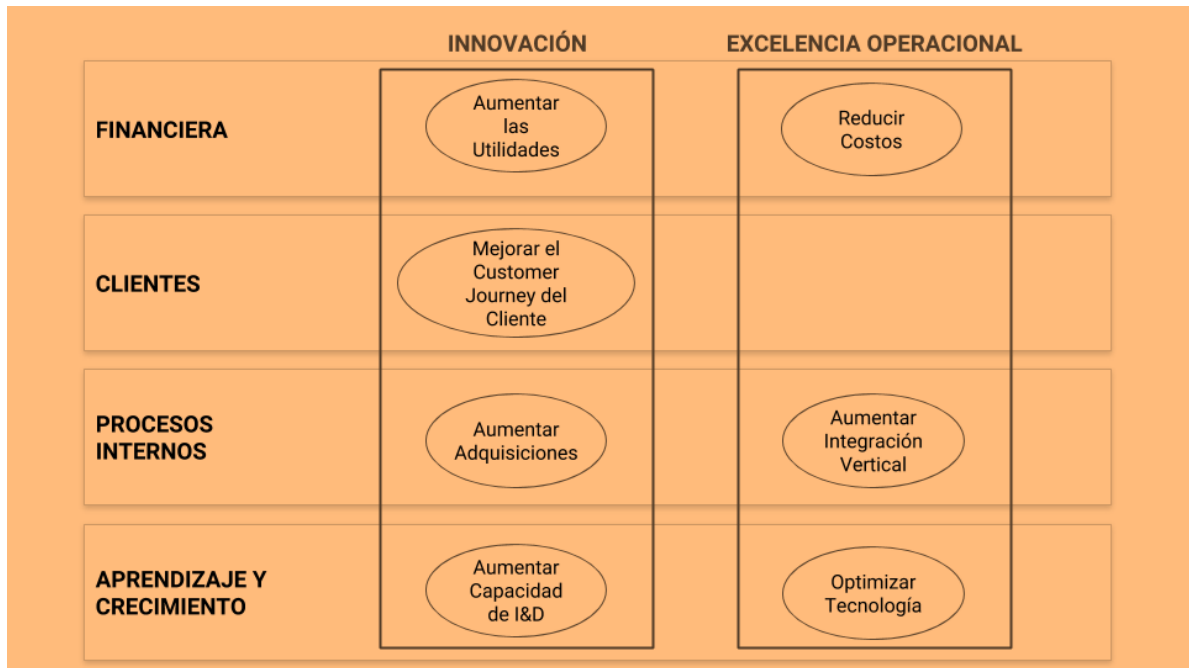 INNOVACIÓN
EXCELENCIA OPERACIONAL
FINANCIERA
Aumentar
las
Utilidades
Reducir
Costos
CLIENTES
Mejorar el
Customer
Journey del
Cliente
PROCESOS
INTERNOS
Aumentar
Adquisiciones
Aumentar
Integración
Vertical
APRENDIZAJE Y
CRECIMIENTO
Aumentar
Capacidad
de I&D
Optimizar
Tecnología